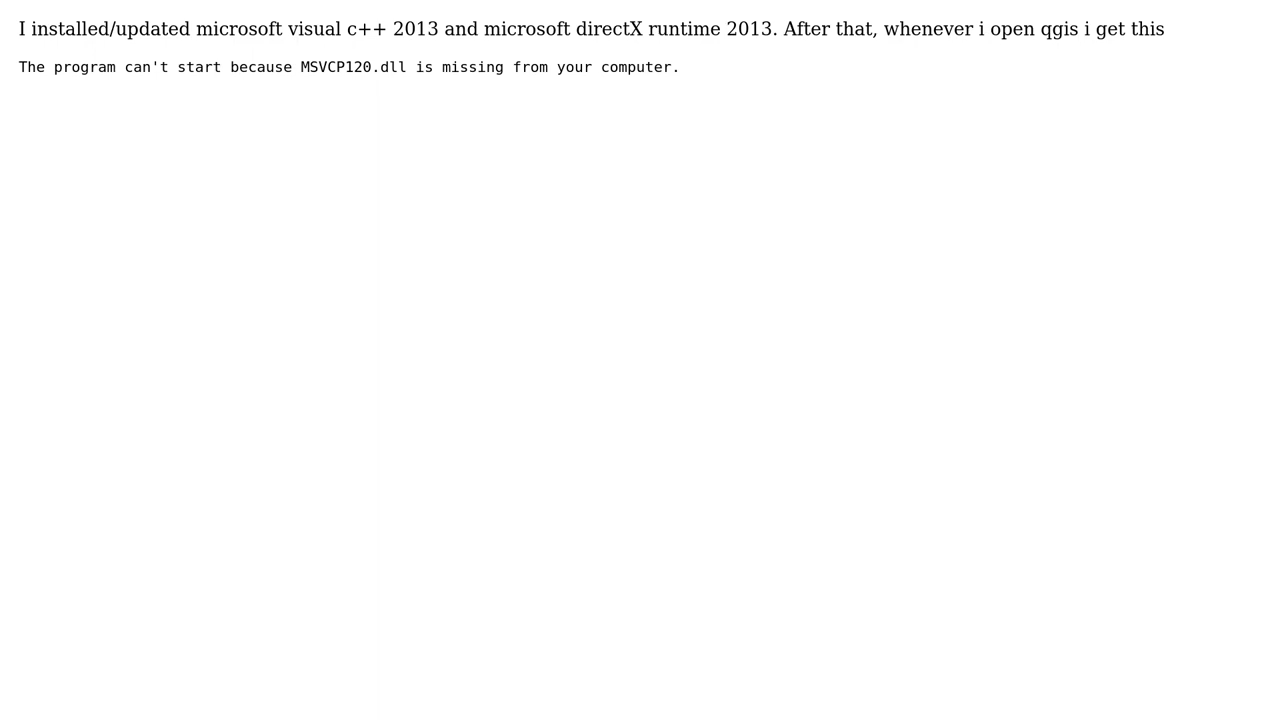 I installed/updated microsoft visual c++ 2013 and microsoft directX runtime 2013. After that, whenever i open qgis i get this
The program can't start because MSVCP120.dll is missing from your computer.